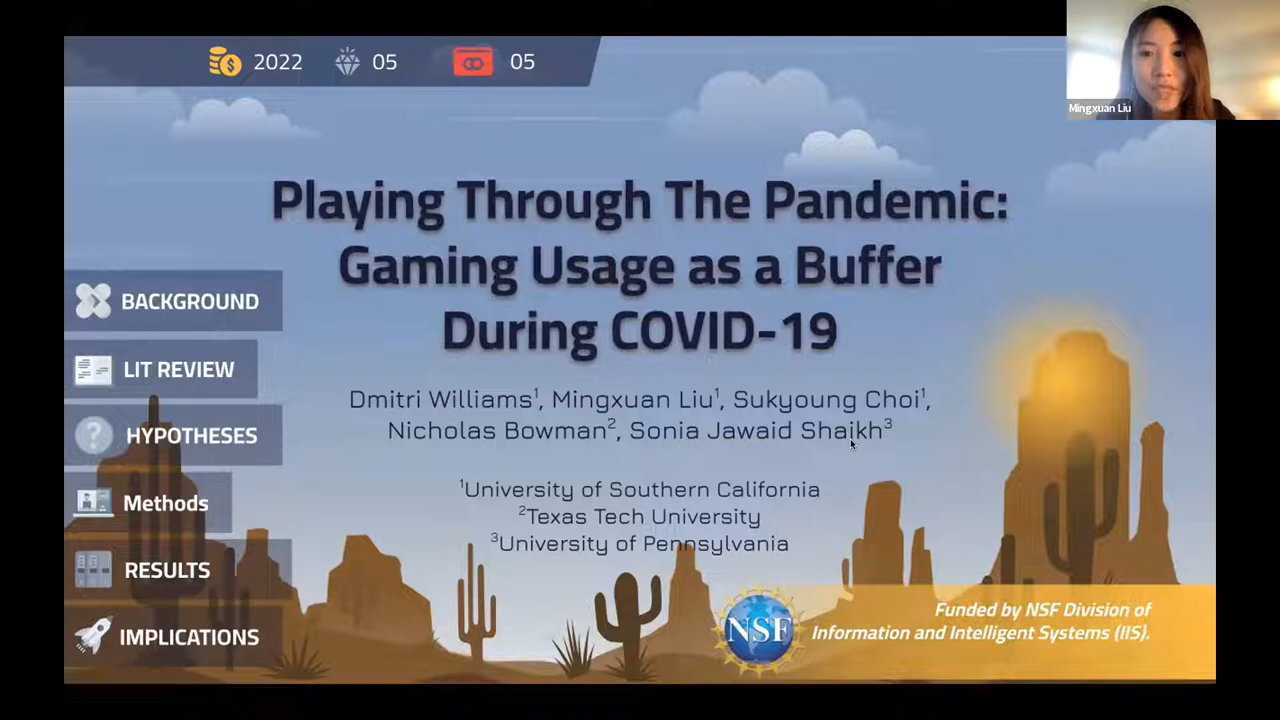 2022 05 05
Mingxuan Liu
Playing Through The Pandemic:
Gaming Usage as a Buffer
During COVID-19
BACKGROUND
LIT REVIEW
HYPOTHESES
Methods
RESULTS
IMPLICATIONS
Dmitri Williams¹, Mingxuan Liu¹, Sukyoung Choi¹,
Nicholas Bowman², Sonia Jawaid Shaikh³
¹University of Southern California
²Texas Tech University
³University of Pennsylvania
NSF
Funded by NSF Division of
Information and Intelligent Systems (IIS).